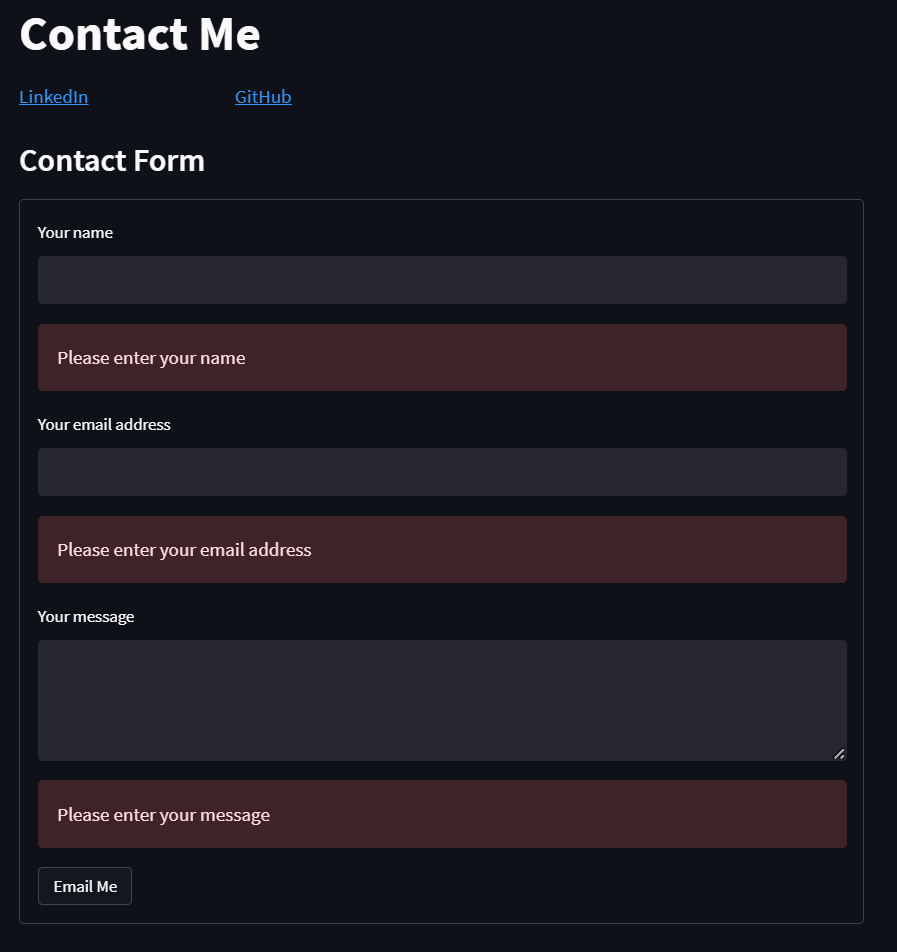 Contact Me
LinkedIn GitHub
Contact Form
Your name
Please enter your name
Your email address
Please enter your email address
Your message
Please enter your message
Email Me